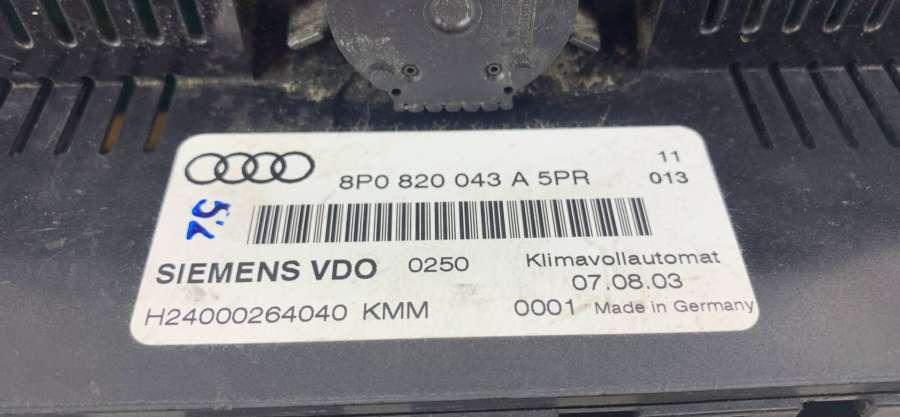 8P0 820 043 A 5PR
11
013
SIEMENS VDO 0250
Klimavollautomat
07.08.03
H24000264040 KMM
0001 Made in Germany